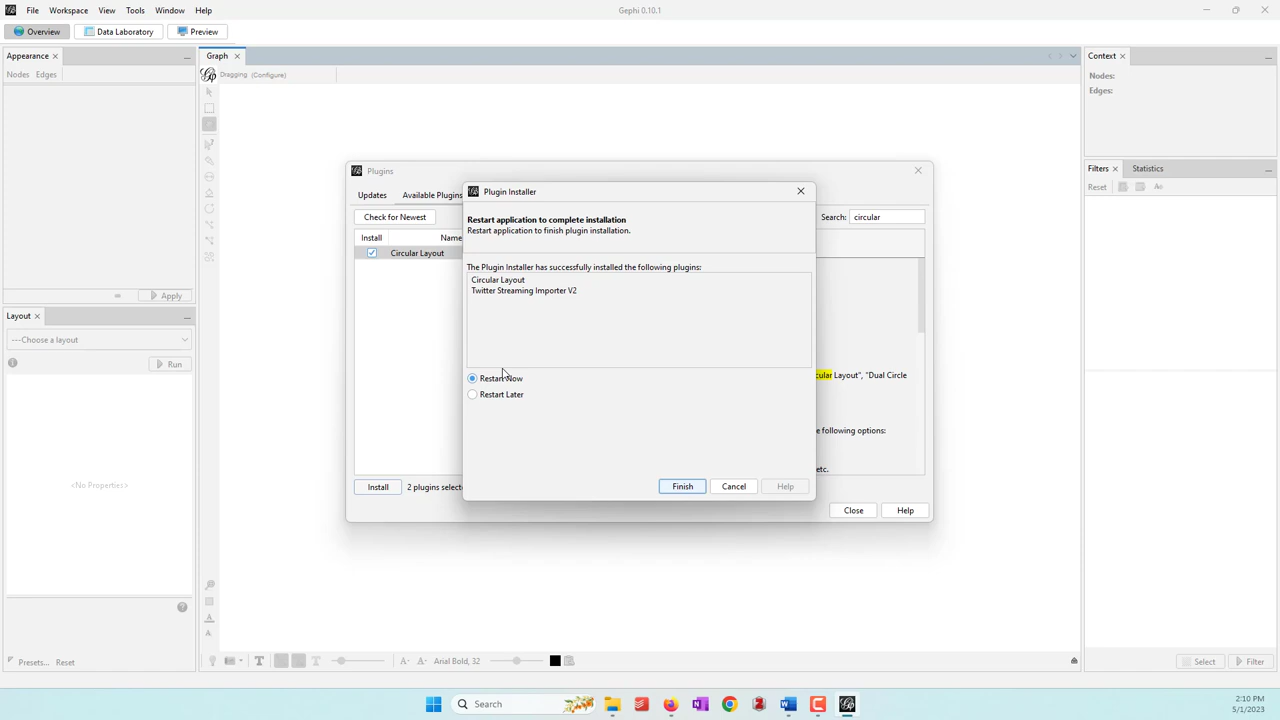 File Workspace View Tools Window Help
Gephi 0.10.1
Overview Data Laboratory Preview
Appearance
Nodes Edges
Apply
Layout
---Choose a layout
Run
<No Properties>
Presets... Reset
Graph
Dragging (Configure)
Arial Bold, 32
Context
Nodes:
Edges:
Filters Statistics
Reset
Select Filter
Plugins
Updates Available Plugins
Check for Newest
Search: circular
Install Name
Circular Layout
cular Layout", "Dual Circle
e following options:
etc.
Install 2 plugins selecte
Close Help
Plugin Installer
Restart application to complete installation
Restart application to finish plugin installation.
The Plugin Installer has successfully installed the following plugins:
Circular Layout
Twitter Streaming Importer V2
Restart Now
Restart Later
Finish Cancel Help
Search
2:10 PM
5/1/2023